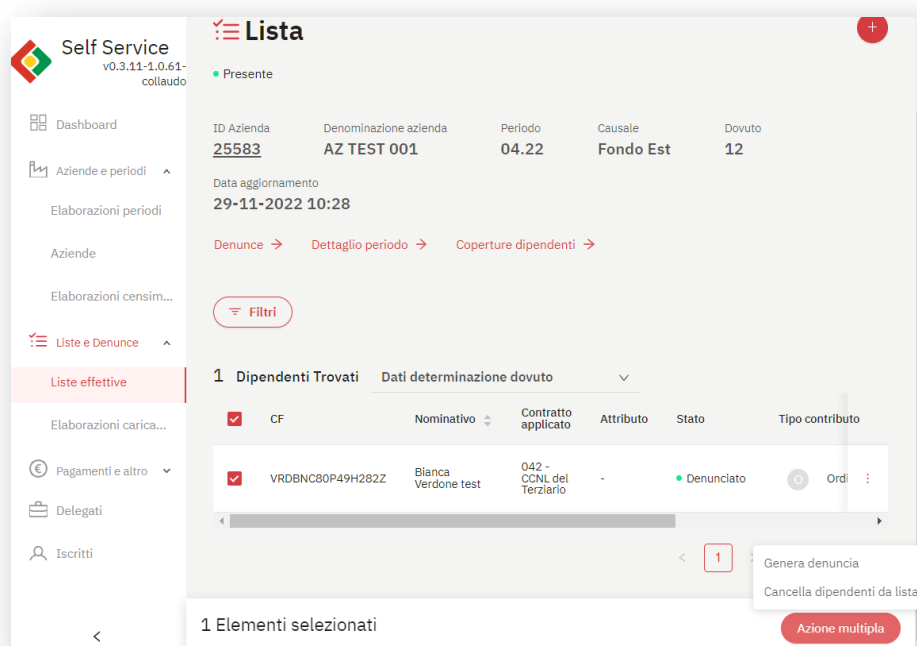 Self Service
v0.3.11-1.0.61-
collaudo
Dashboard
Aziende e periodi
Elaborazioni periodi
Aziende
Elaborazioni censim...
Liste e Denunce
Liste effettive
Elaborazioni carica...
Pagamenti e altro
Delegati
Iscritti
Lista
+
Presente
ID Azienda Denominazione azienda Periodo Causale Dovuto
25583 AZ TEST 001 04.22 Fondo Est 12
Data aggiornamento
29-11-2022 10:28
Denunce → Dettaglio periodo → Coperture dipendenti →
Filtri
1 Dipendenti Trovati Dati determinazione dovuto
CF Nominativo Contratto applicato Attributo Stato Tipo contributo
VRDBNC80P49H282Z Bianca Verdone test 042 - CCNL del Terziario - Denunciato O Ordi
< 1 >
Genera denuncia
Cancella dipendenti da lista
1 Elementi selezionati
Azione multipla